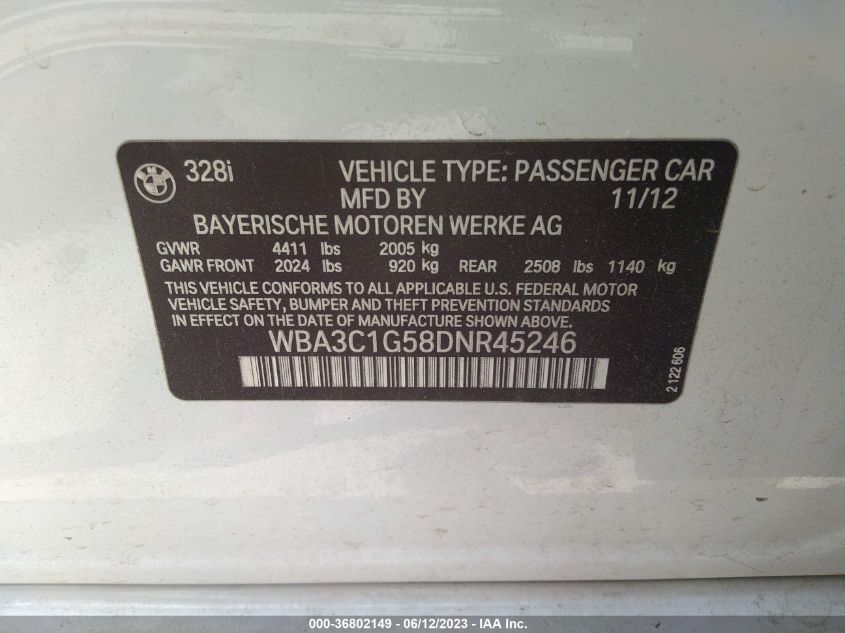 328i VEHICLE TYPE: PASSENGER CAR
MFD BY 11/12
BAYERISCHE MOTOREN WERKE AG
GVWR 4411 lbs 2005 kg
GAWR FRONT 2024 lbs 920 kg REAR 2508 lbs 1140 kg
THIS VEHICLE CONFORMS TO ALL APPLICABLE U.S. FEDERAL MOTOR
VEHICLE SAFETY, BUMPER AND THEFT PREVENTION STANDARDS
IN EFFECT ON THE DATE OF MANUFACTURE SHOWN ABOVE.
WBA3C1G58DNR45246
2 122 606
000-36802149 - 06/12/2023 - IAA Inc.